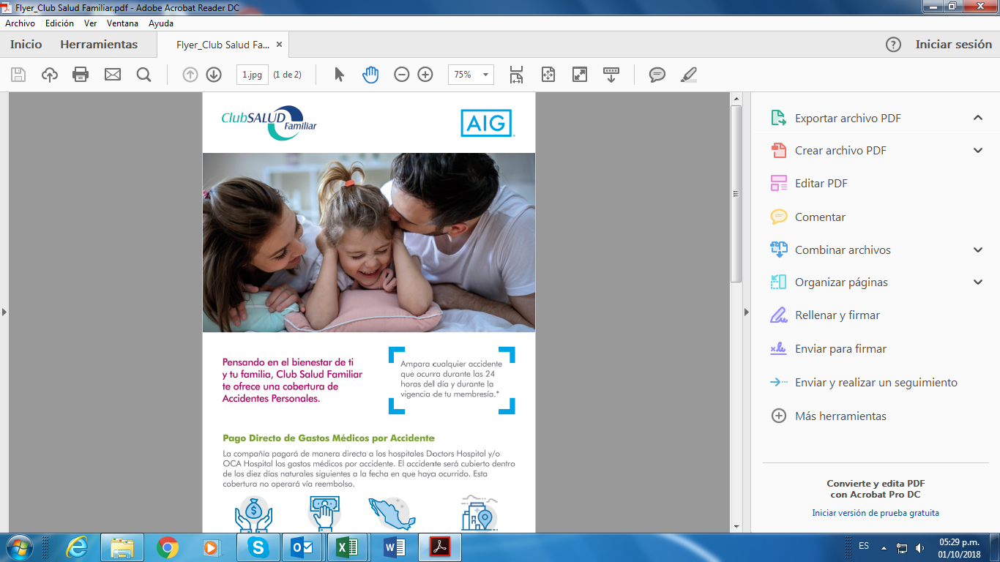 Flyer_Club Salud Familiar.pdf - Adobe Acrobat Reader DC
Archivo Edición Ver Ventana Ayuda
Inicio Herramientas Flyer_Club Salud Fa... × Iniciar sesión
1.jpg (1 de 2) 75%
ClubSALUD
Familiar
AIG
Pensando en el bienestar de ti
y tu familia, Club Salud Familiar
te ofrece una cobertura de
Accidentes Personales.
Ampara cualquier accidente
que ocurra durante las 24
horas del día y durante la
vigencia de tu membresía.*
Pago Directo de Gastos Médicos por Accidente
La compañía pagará de manera directa a los hospitales Doctors Hospital y/o
OCA Hospital los gastos médicos por accidente. El accidente será cubierto dentro
de los diez días naturales siguientes a la fecha en que haya ocurrido. Esta
cobertura no operará vía reembolso.
Exportar archivo PDF
Crear archivo PDF
Editar PDF
Comentar
Combinar archivos
Organizar páginas
Rellenar y firmar
Enviar para firmar
Enviar y realizar un seguimiento
Más herramientas
Convierte y edita PDF
con Acrobat Pro DC
Iniciar versión de prueba gratuita
ES
05:29 p.m.
01/10/2018